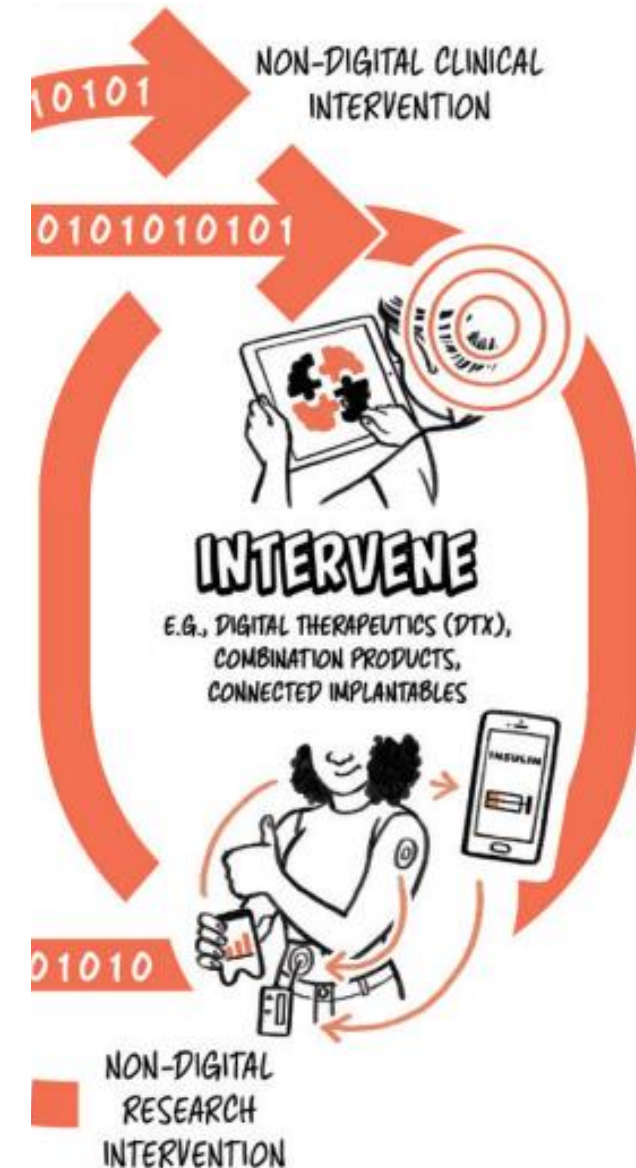 10101
NON-DIGITAL CLINICAL
INTERVENTION
01010101010101
INTERVENE
E.G., DIGITAL THERAPEUTICS (DTX),
COMBINATION PRODUCTS,
CONNECTED IMPLANTABLES
INSULIN
01010
NON-DIGITAL
RESEARCH
INTERVENTION